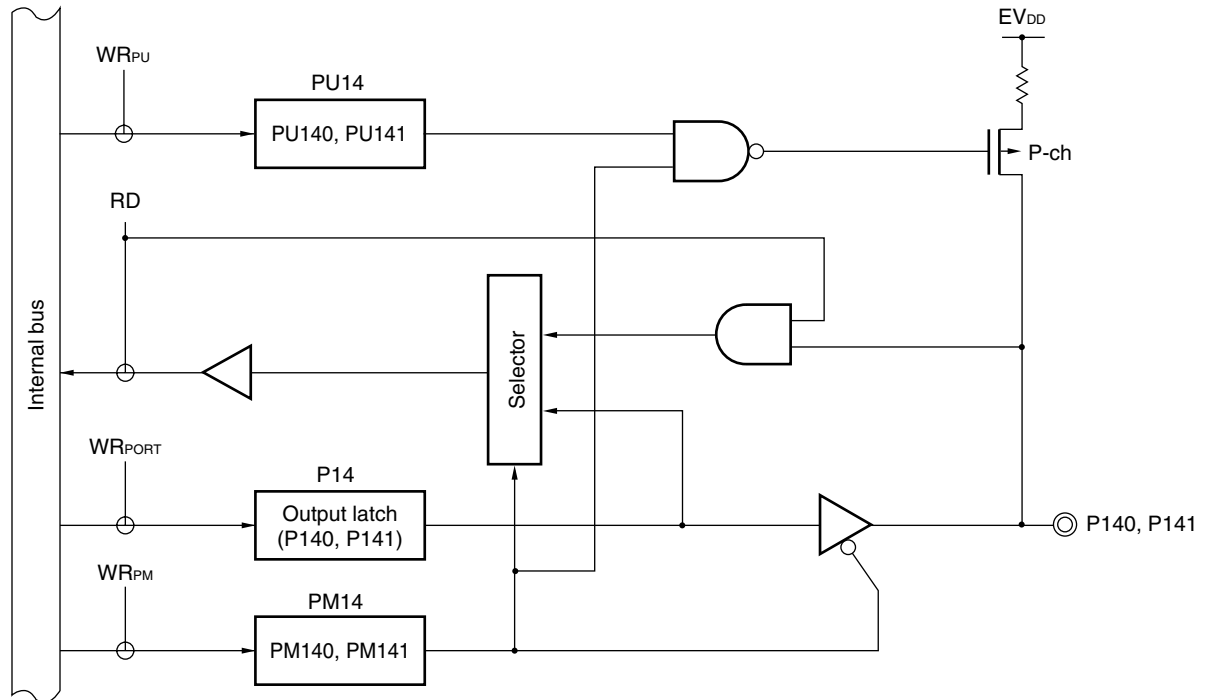 EVDD
WRPU
PU14
PU140, PU141
P-ch
RD
Internal bus
Selector
WRPORT
P14
Output latch
(P140, P141)
P140, P141
WRPM
PM14
PM140, PM141